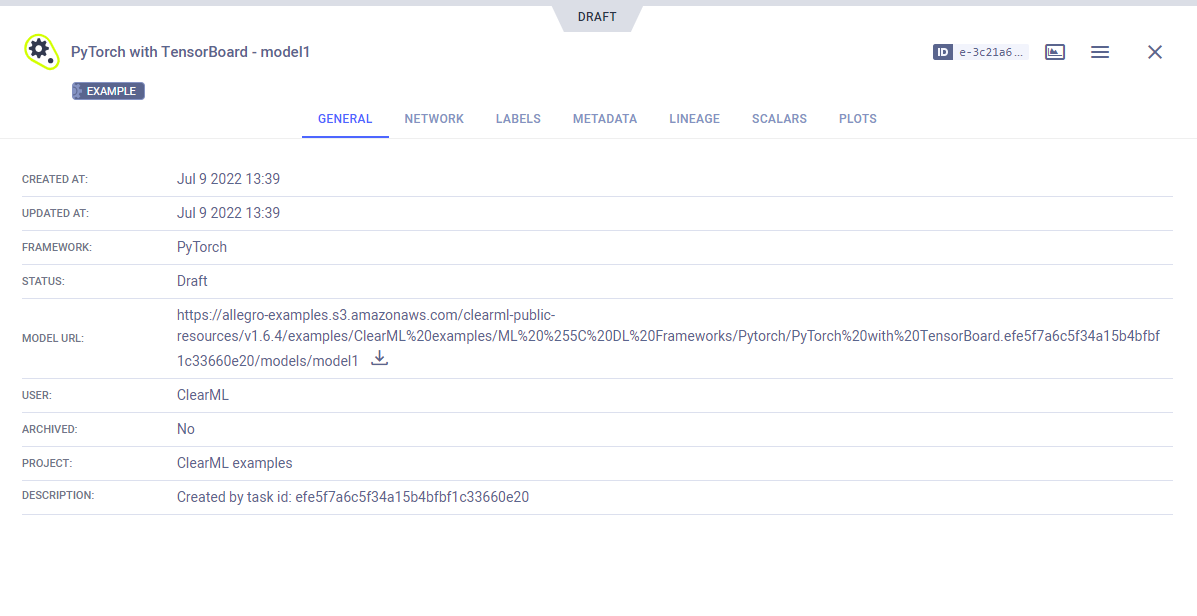 DRAFT
PyTorch with TensorBoard - model1
ID e-3c21a6...
EXAMPLE
GENERAL NETWORK LABELS METADATA LINEAGE SCALARS PLOTS
CREATED AT: Jul 9 2022 13:39
UPDATED AT: Jul 9 2022 13:39
FRAMEWORK: PyTorch
STATUS: Draft
MODEL URL: https://allegro-examples.s3.amazonaws.com/clearml-public-
resources/v1.6.4/examples/ClearML%20examples/ML%20%255C%20DL%20Frameworks/Pytorch/PyTorch%20with%20TensorBoard.efe5f7a6c5f34a15b4bfbf
1c33660e20/models/model1
USER: ClearML
ARCHIVED: No
PROJECT: ClearML examples
DESCRIPTION: Created by task id: efe5f7a6c5f34a15b4bfbf1c33660e20